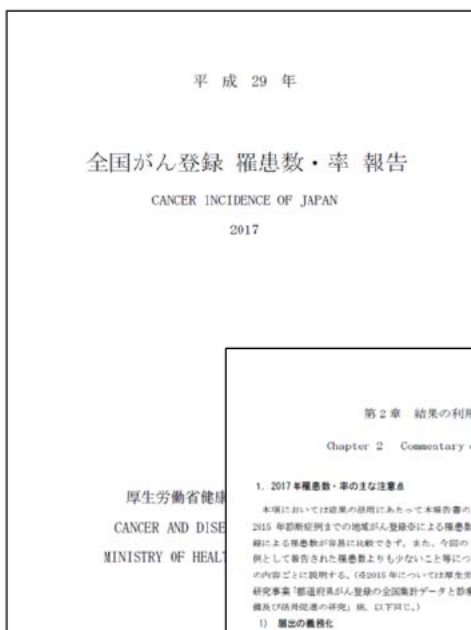 平 成 29 年
全国がん登録 罹患数・率 報告
CANCER INCIDENCE OF JAPAN
2017
厚生労働省健康
CANCER AND DISE
MINISTRY OF HEALT
第2章 結果の利用
Chapter 2 Commentary
1. 2017年罹患数・率の主な注意点
本項においては結果の活用にあたって本報告書の
2015 年診断症例までの地域がん登録※による罹患数
録による罹患数が容易に比較できず、また、今回の
例として報告された罹患数よりも少ないこと等につ
の内容ごとに説明する。(※2015 年については厚生労
研究事業「都道府県がん登録の全国集計データと診療
備及び活用促進の研究」班、以下同じ。)
1) 届出の義務化